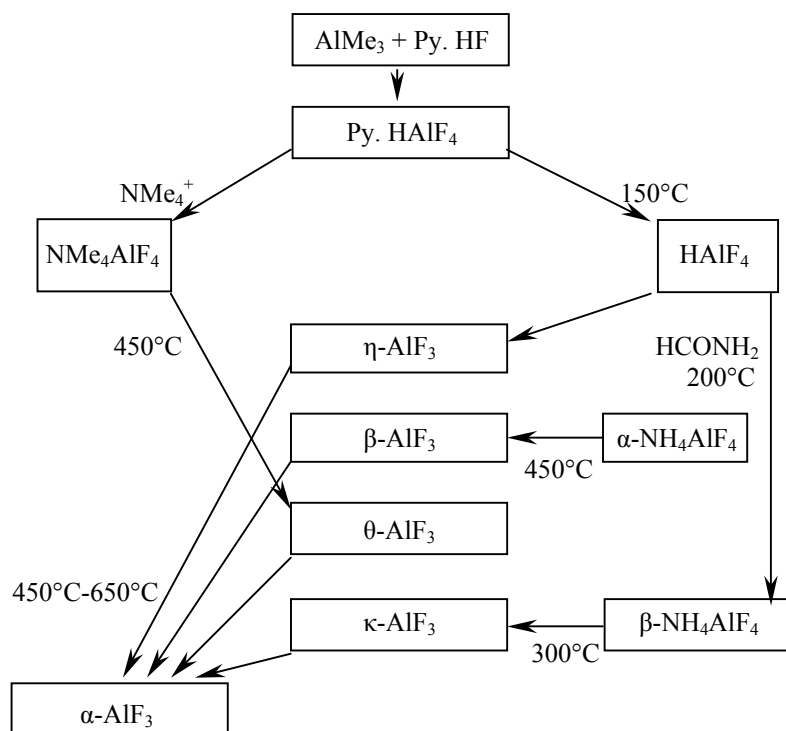 AlMe₃ + Py. HF
Py. HAlF₄
NMe₄⁺
150°C
NMe₄AlF₄
HAlF₄
450°C
η-AlF₃
HCONH₂
200°C
β-AlF₃
α-NH₄AlF₄
450°C
θ-AlF₃
450°C-650°C
κ-AlF₃
β-NH₄AlF₄
300°C
α-AlF₃